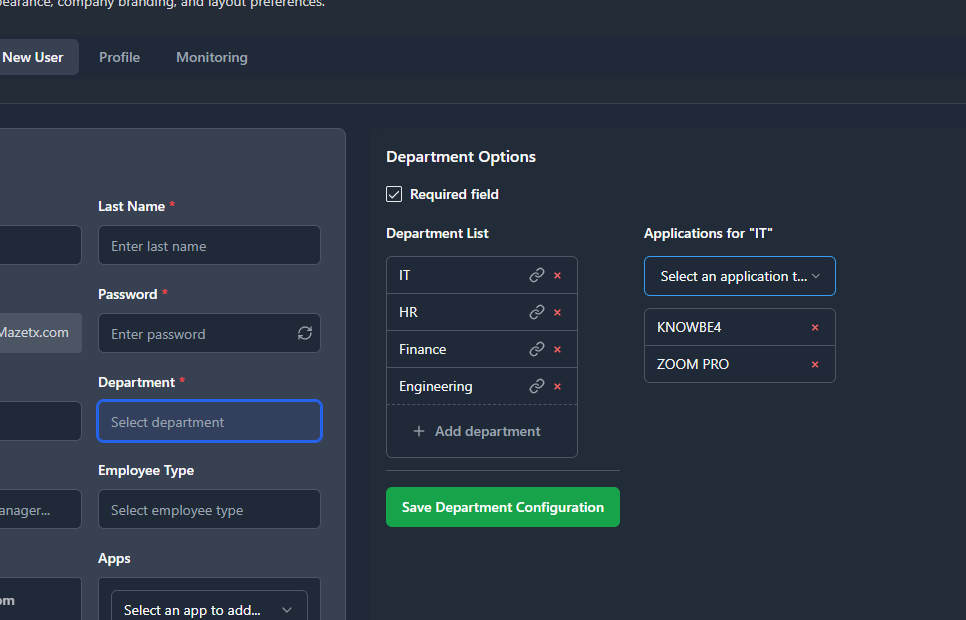 pearance, company branding, and layout preferences.
New User
Profile
Monitoring
Last Name *
Enter last name
Password *
Mazetx.com
Enter password
Department *
Select department
Employee Type
anager...
Select employee type
Apps
om
Select an app to add...
Department Options
Required field
Department List
IT
HR
Finance
Engineering
Add department
Save Department Configuration
Applications for "IT"
Select an application t...
KNOWBE4
ZOOM PRO